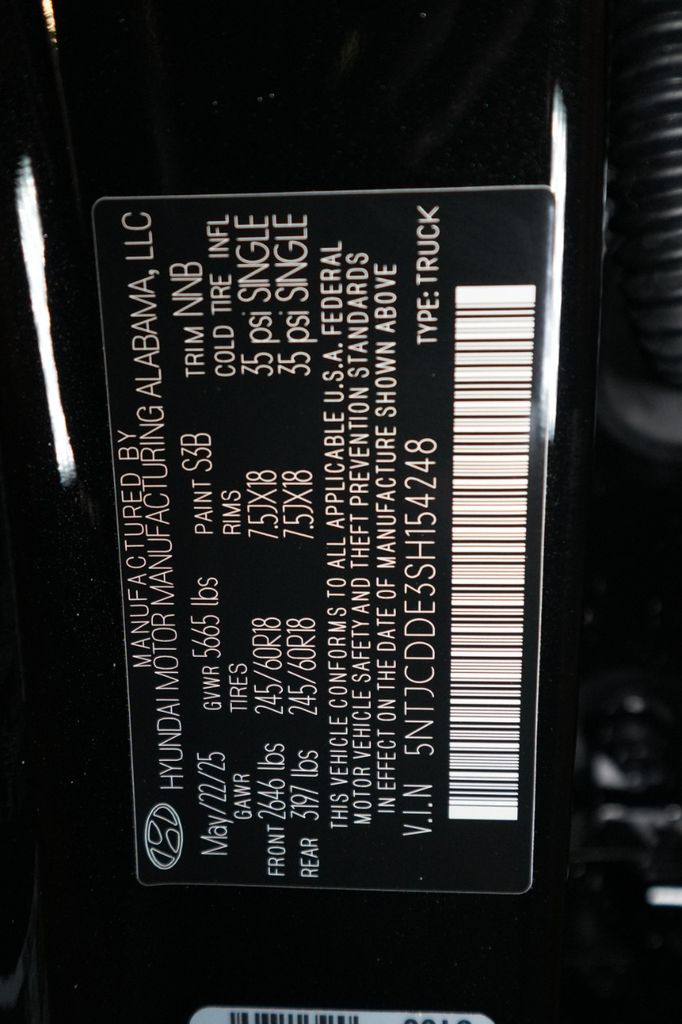 MANUFACTURED BY
HYUNDAI MOTOR MANUFACTURING ALABAMA, LLC
May/22/25 GVWR 5665 lbs PAINT S3B TRIM NNB
GAWR TIRES RIMS COLD TIRE INFL
FRONT 2646 lbs 245/60R18 7.5JX18 35 psi SINGLE
REAR 3197 lbs 245/60R18 7.5JX18 35 psi SINGLE
THIS VEHICLE CONFORMS TO ALL APPLICABLE U.S.A. FEDERAL
MOTOR VEHICLE SAFETY AND THEFT PREVENTION STANDARDS
IN EFFECT ON THE DATE OF MANUFACTURE SHOWN ABOVE
V.I.N 5NTJCDDE3SH154248 TYPE: TRUCK